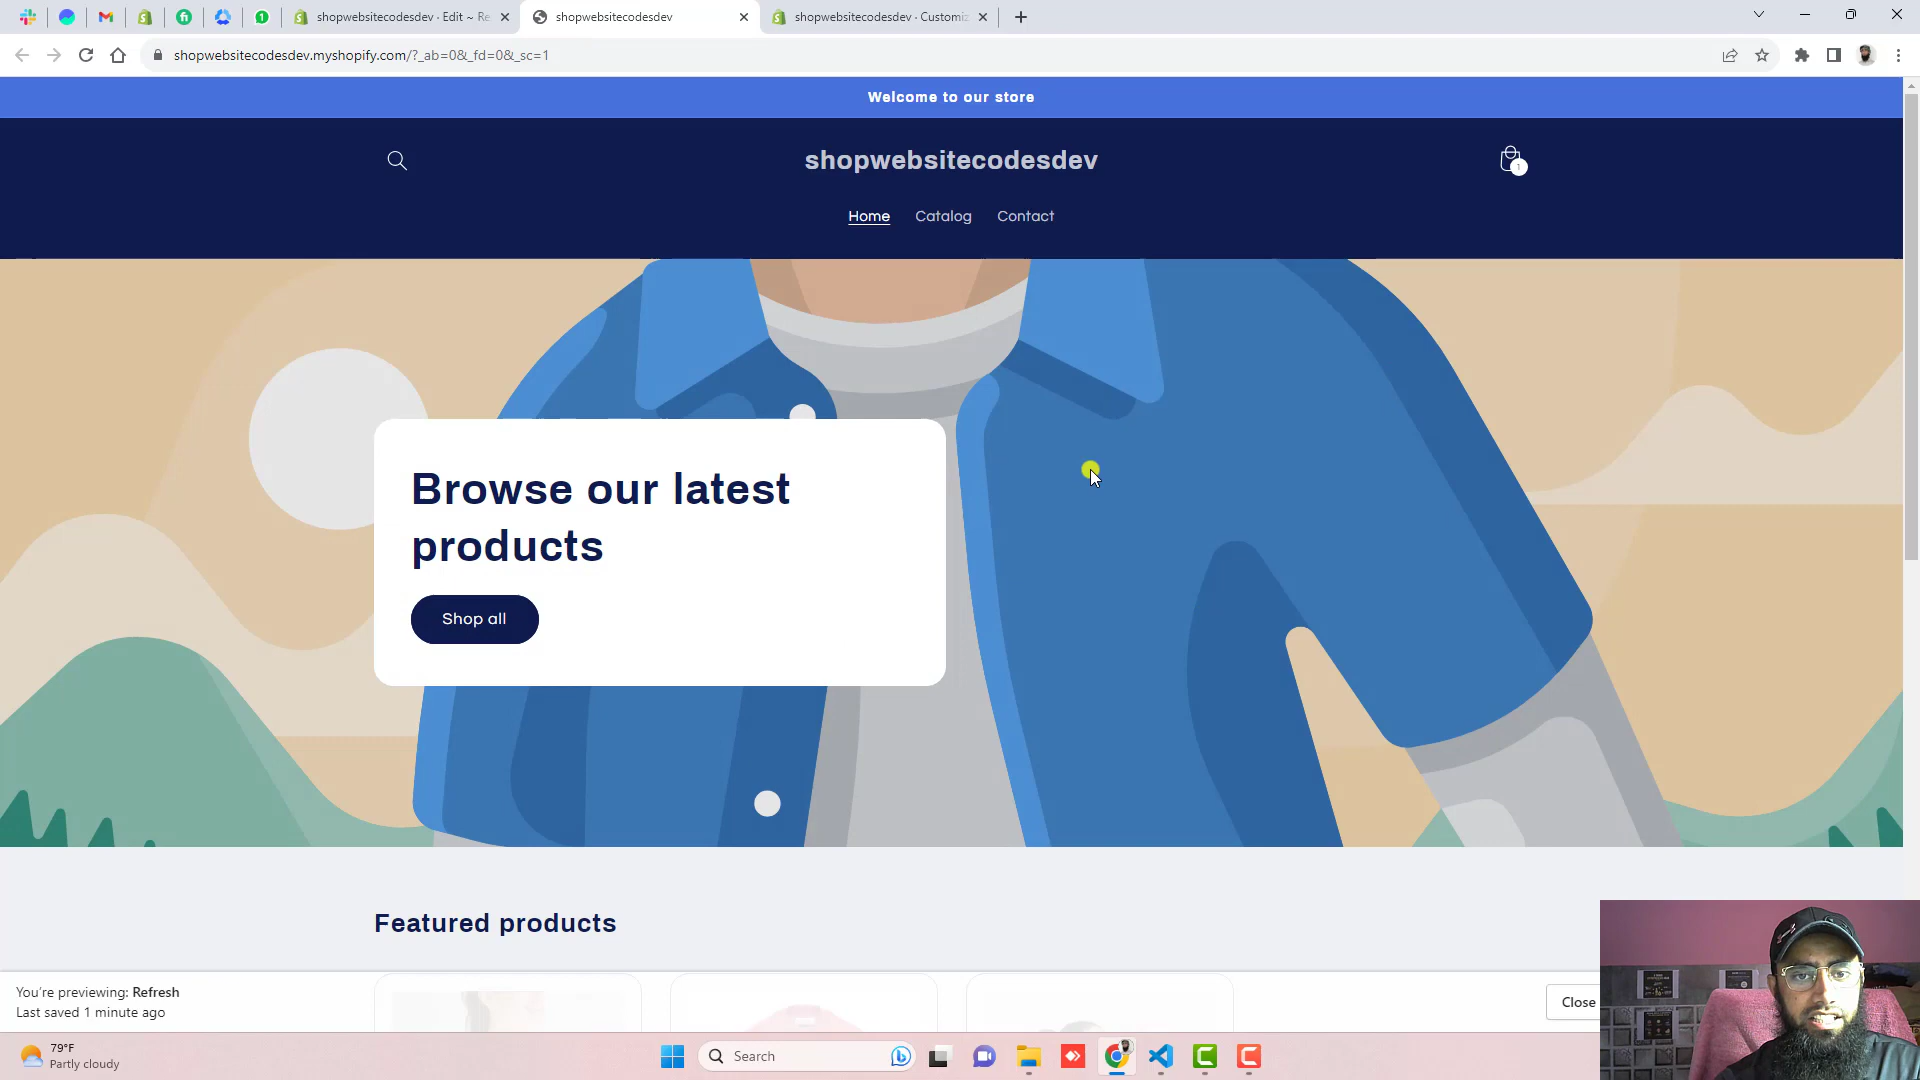 shopwebsitecodesdev · Edit ~ Re
shopwebsitecodesdev
shopwebsitecodesdev · Customiz
shopwebsitecodesdev.myshopify.com/?_ab=0&_fd=0&_sc=1
Welcome to our store
shopwebsitecodesdev
1
Home Catalog Contact
Browse our latest
products
Shop all
Featured products
You're previewing: Refresh
Last saved 1 minute ago
Close
79°F
Partly cloudy
Search